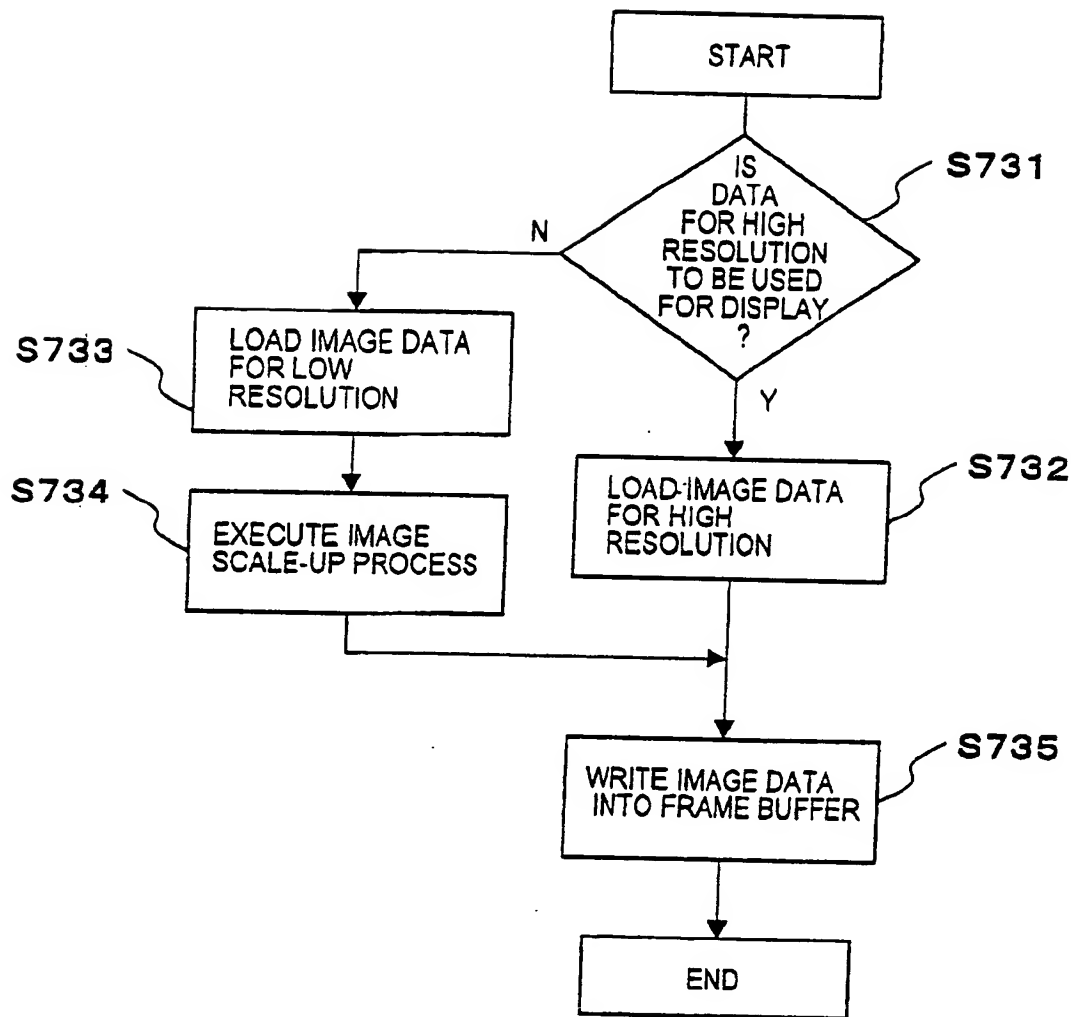 START
IS
DATA
FOR HIGH
RESOLUTION
TO BE USED
FOR DISPLAY
?
S731
N
Y
S733
LOAD IMAGE DATA
FOR LOW
RESOLUTION
S732
LOAD-IMAGE DATA
FOR HIGH
RESOLUTION
S734
EXECUTE IMAGE
SCALE-UP PROCESS
S735
WRITE IMAGE DATA
INTO FRAME BUFFER
END